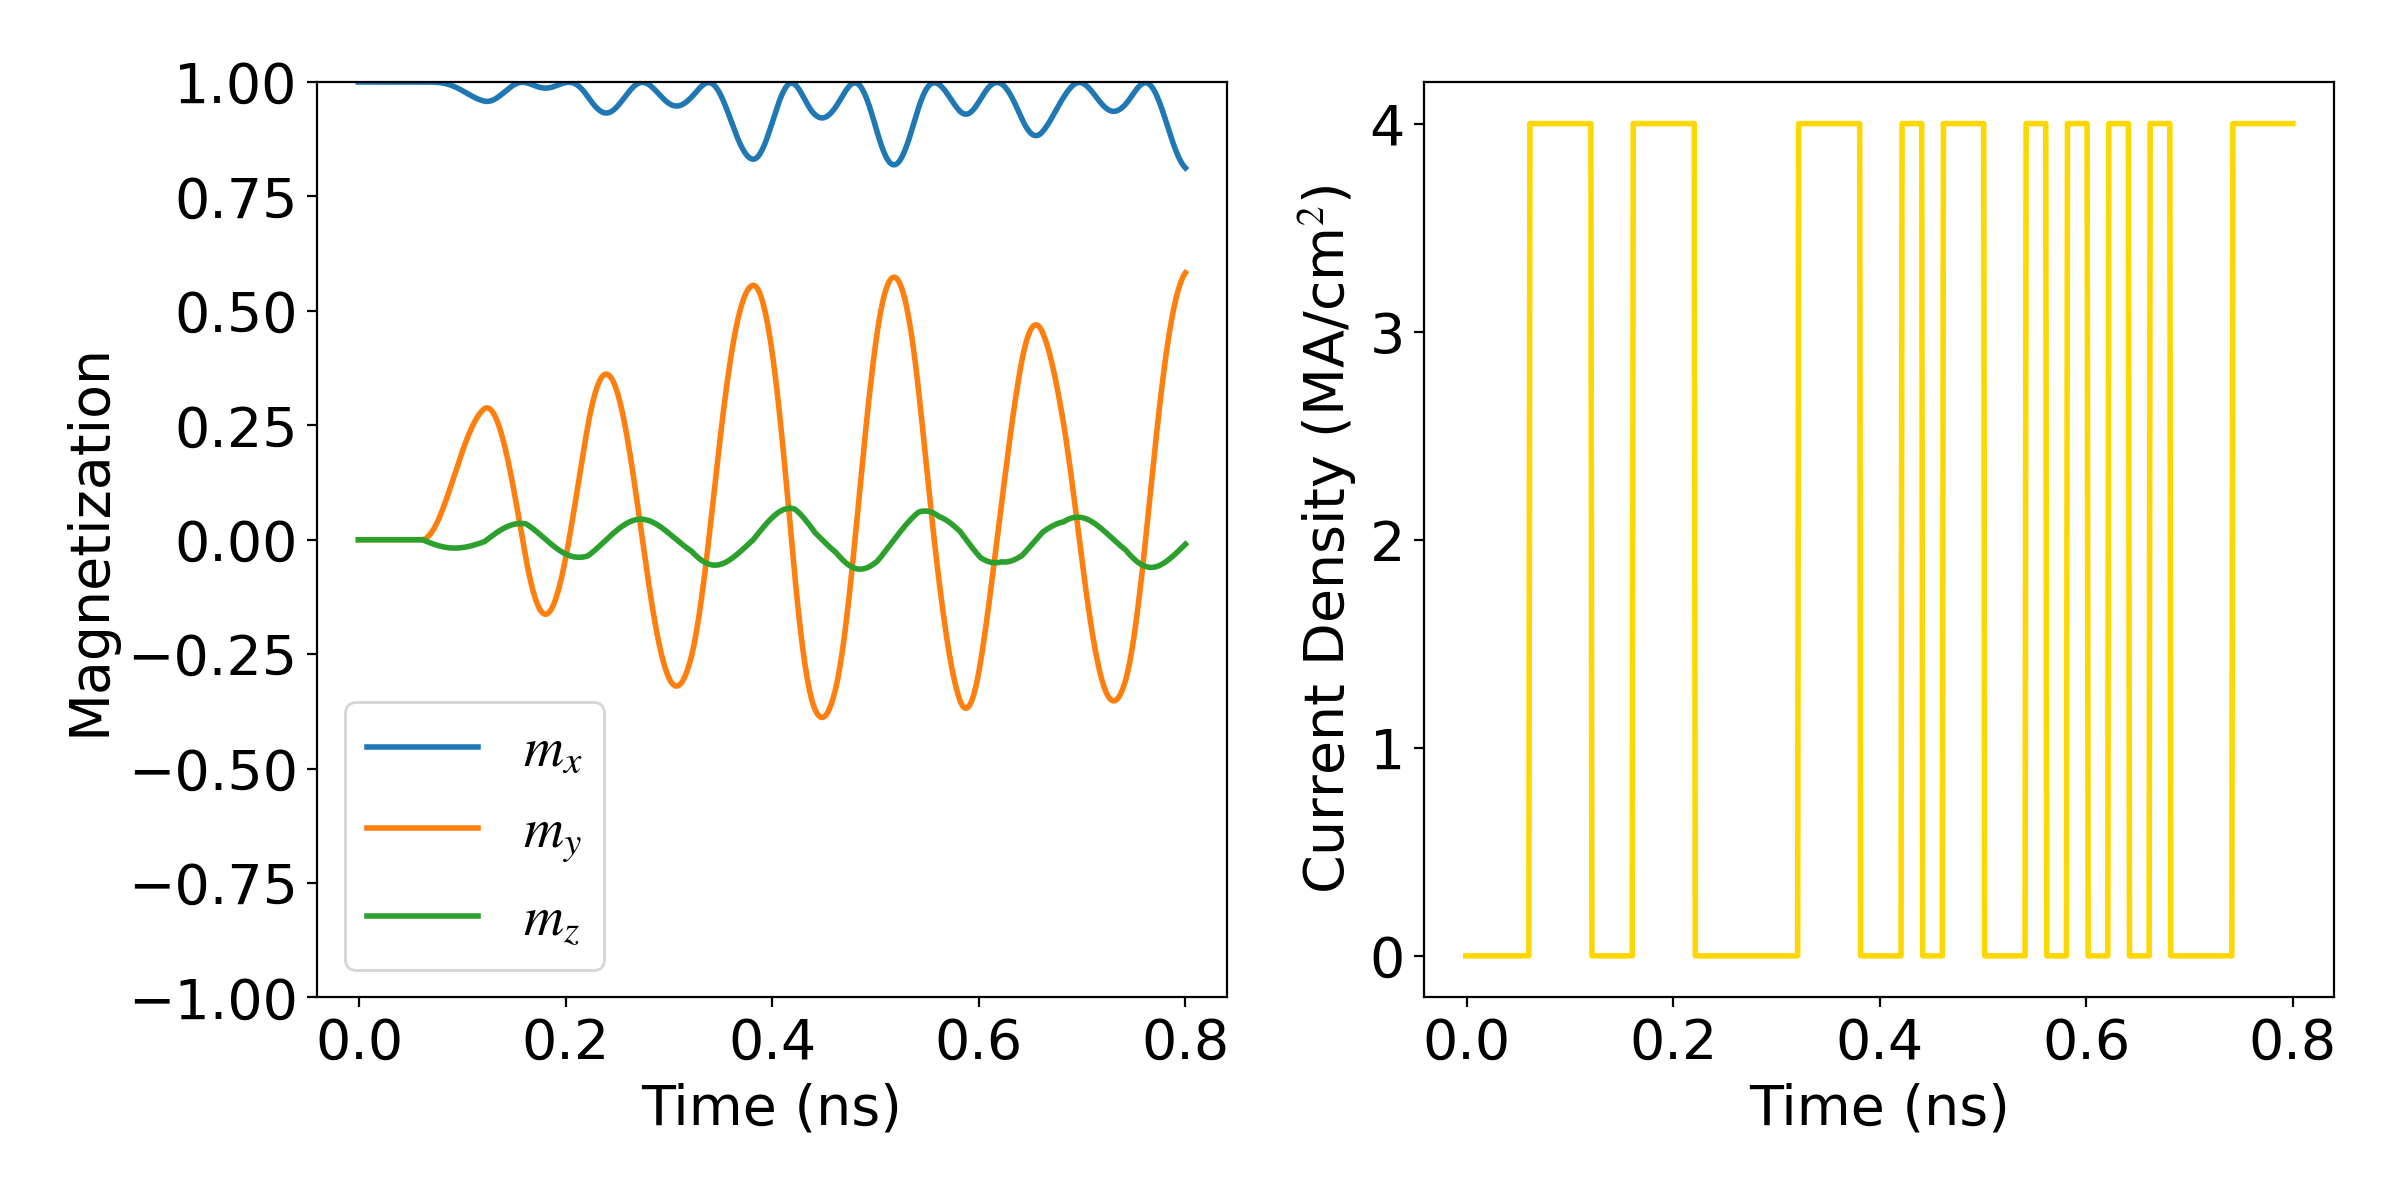 Magnetization
1.00
0.75
0.50
0.25
0.00
−0.25
−0.50
−0.75
−1.00
m_x
m_y
m_z
0.0 0.2 0.4 0.6 0.8
Time (ns)
Current Density (MA/cm²)
4
3
2
1
0
0.0 0.2 0.4 0.6 0.8
Time (ns)